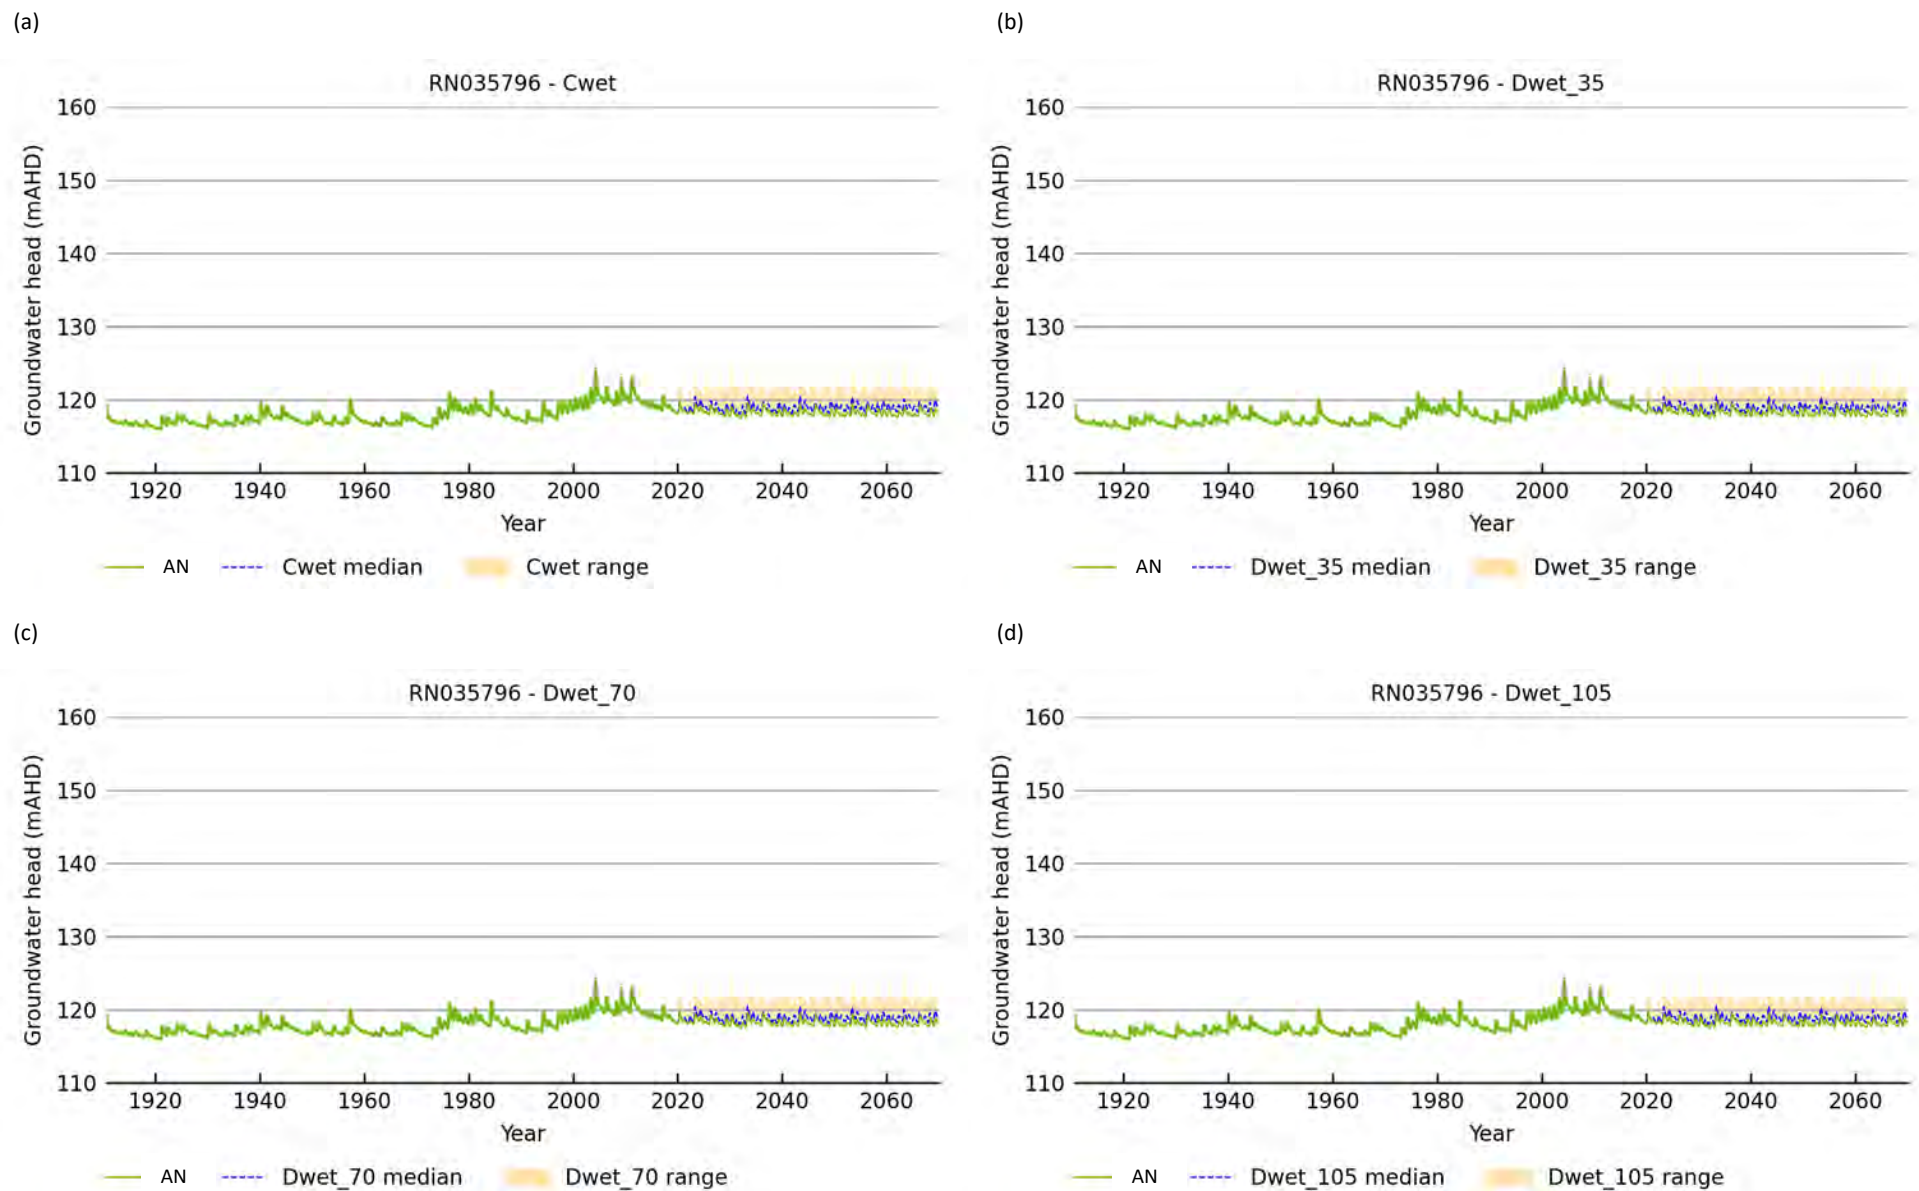 (a)
RN035796 - Cwet
Groundwater head (mAHD)
160
150
140
130
120
110
1920 1940 1960 1980 2000 2020 2040 2060
Year
AN Cwet median Cwet range
(b)
RN035796 - Dwet_35
Groundwater head (mAHD)
160
150
140
130
120
110
1920 1940 1960 1980 2000 2020 2040 2060
Year
AN Dwet_35 median Dwet_35 range
(c)
RN035796 - Dwet_70
Groundwater head (mAHD)
160
150
140
130
120
110
1920 1940 1960 1980 2000 2020 2040 2060
Year
AN Dwet_70 median Dwet_70 range
(d)
RN035796 - Dwet_105
Groundwater head (mAHD)
160
150
140
130
120
110
1920 1940 1960 1980 2000 2020 2040 2060
Year
AN Dwet_105 median Dwet_105 range